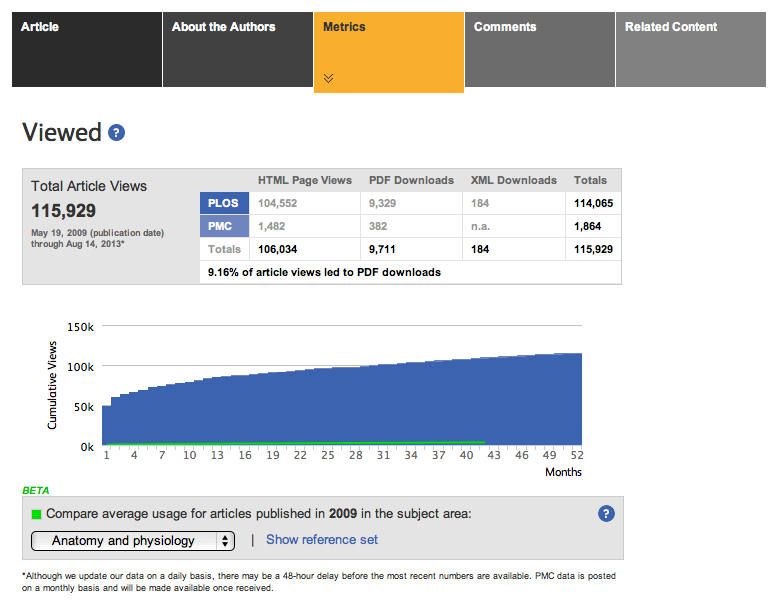 Article About the Authors Metrics Comments Related Content
Viewed ?
Total Article Views
115,929
May 19, 2009 (publication date)
through Aug 14, 2013*
HTML Page Views PDF Downloads XML Downloads Totals
PLOS 104,552 9,329 184 114,065
PMC 1,482 382 n.a. 1,864
Totals 106,034 9,711 184 115,929
9.16% of article views led to PDF downloads
Cumulative Views
150k
100k
50k
0k
1 4 7 10 13 16 19 22 25 28 31 34 37 40 43 46 49 52
Months
BETA
Compare average usage for articles published in 2009 in the subject area: ?
Anatomy and physiology | Show reference set
*Although we update our data on a daily basis, there may be a 48-hour delay before the most recent numbers are available. PMC data is posted
on a monthly basis and will be made available once received.